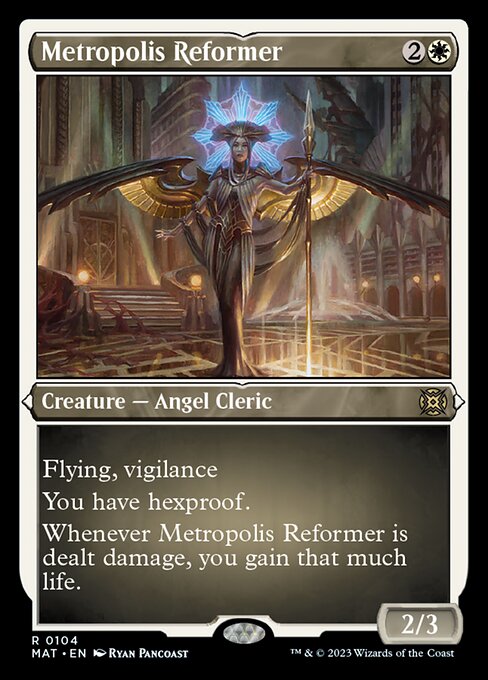 Metropolis Reformer 2
Creature — Angel Cleric
Flying, vigilance
You have hexproof.
Whenever Metropolis Reformer is
dealt damage, you gain that much
life.
2/3
R 0104
MAT • EN Ryan Pancoast
™ & © 2023 Wizards of the Coast